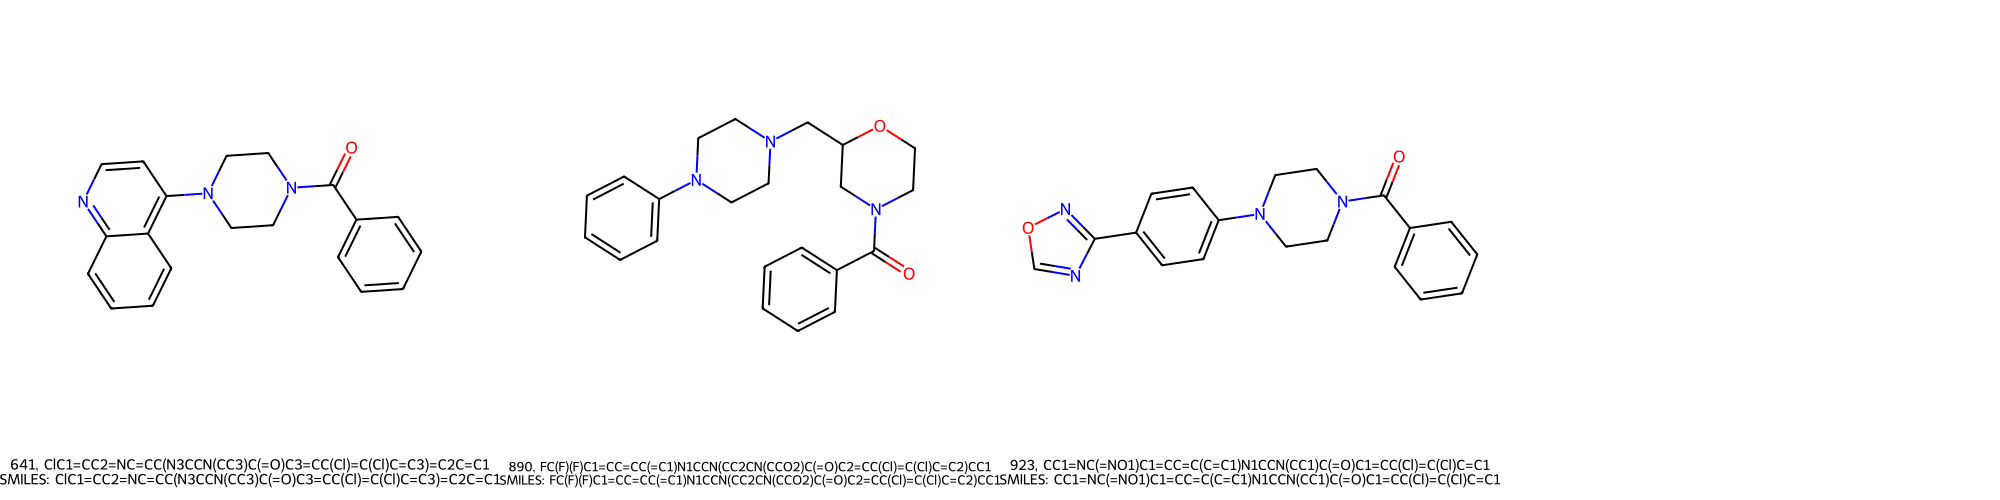 N
N
N
O
N
N
O
N
O
O
N
N
N
N
O
641, ClC1=CC2=NC=CC(N3CCN(CC3)C(=O)C3=CC(Cl)=C(Cl)C=C3)=C2C=C1
SMILES: ClC1=CC2=NC=CC(N3CCN(CC3)C(=O)C3=CC(Cl)=C(Cl)C=C3)=C2C=C1
890, FC(F)(F)C1=CC=CC(=C1)N1CCN(CC2CN(CCO2)C(=O)C2=CC(Cl)=C(Cl)C=C2)CC1
SMILES: FC(F)(F)C1=CC=CC(=C1)N1CCN(CC2CN(CCO2)C(=O)C2=CC(Cl)=C(Cl)C=C2)CC1
923, CC1=NC(=NO1)C1=CC=C(C=C1)N1CCN(CC1)C(=O)C1=CC(Cl)=C(Cl)C=C1
SMILES: CC1=NC(=NO1)C1=CC=C(C=C1)N1CCN(CC1)C(=O)C1=CC(Cl)=C(Cl)C=C1